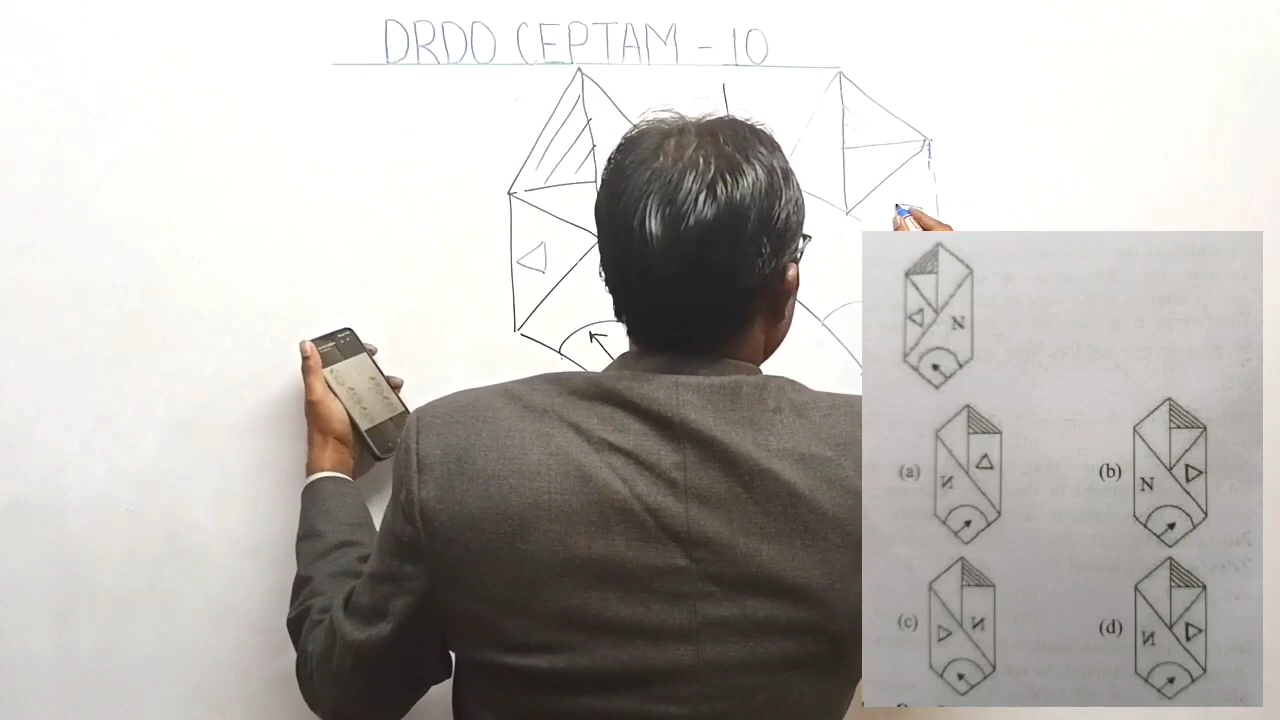 DRDO CEPTAM - 10
N
(a)
И
(b)
N
(c)
И
(d)
И